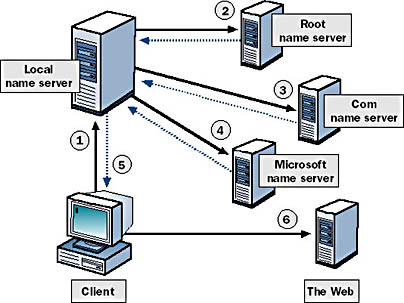 2
Root
name server
Local
name server
3
Com
name server
1
4
5
Microsoft
name server
6
Client
The Web